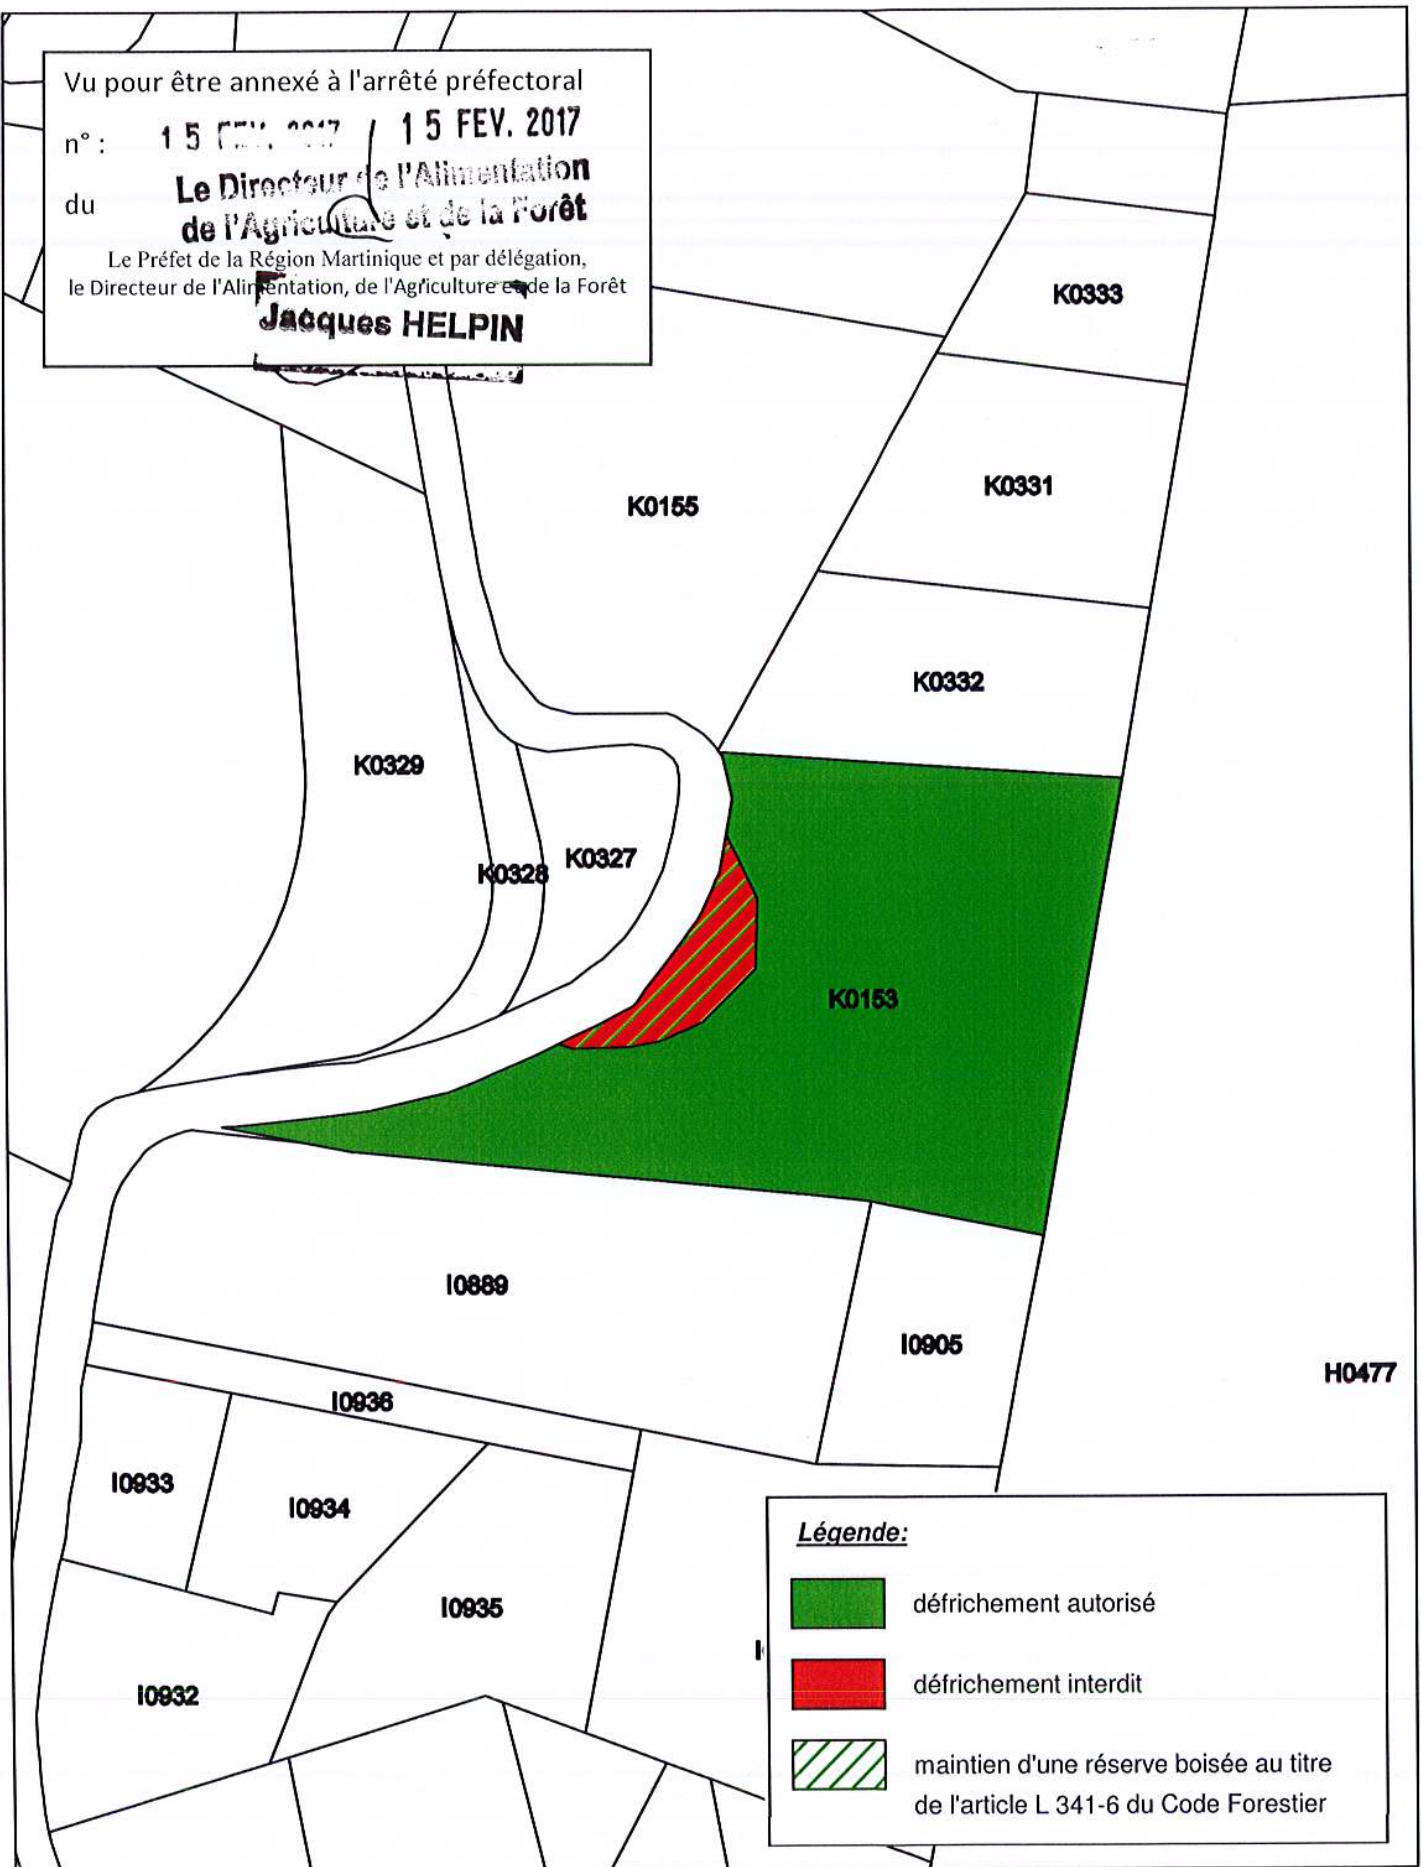 Vu pour être annexé à l'arrêté préfectoral
n° : 15 2017 15 FEV. 2017
Le Directeur de l'Alimentation
du
de l'Agriculture et de la Forêt
Le Préfet de la Région Martinique et par délégation,
le Directeur de l'Alimentation, de l'Agriculture et de la Forêt
Jacques HELPIN
K0333
K0331
K0155
K0332
K0329
K0327
K0328
K0153
I0889
I0905
H0477
I0936
I0933
I0934
I0935
I0932
Légende:
défrichement autorisé
défrichement interdit
maintien d'une réserve boisée au titre
de l'article L 341-6 du Code Forestier